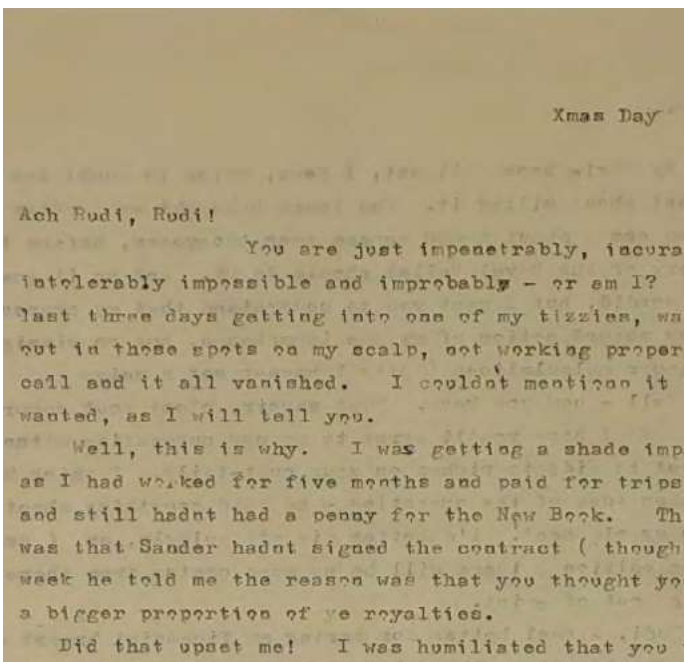 Xmas Day
Ach Rudi, Rudi!
You are just impenetrably, incura
intolerably impossible and improbably - or am I?
last three days getting into one of my tizzies, wa
out in those spots on my scalp, not working proper
call and it all vanished. I couldnt mention it
wanted, as I will tell you.
Well, this is why. I was getting a shade imp
as I had worked for five months and paid for trips
and still hadnt had a penny for the New Book. Th
was that Sander hadnt signed the contract ( though
week he told me the reason was that you thought yo
a bigger proportion of ye royalties.
Did that upset me! I was humiliated that you